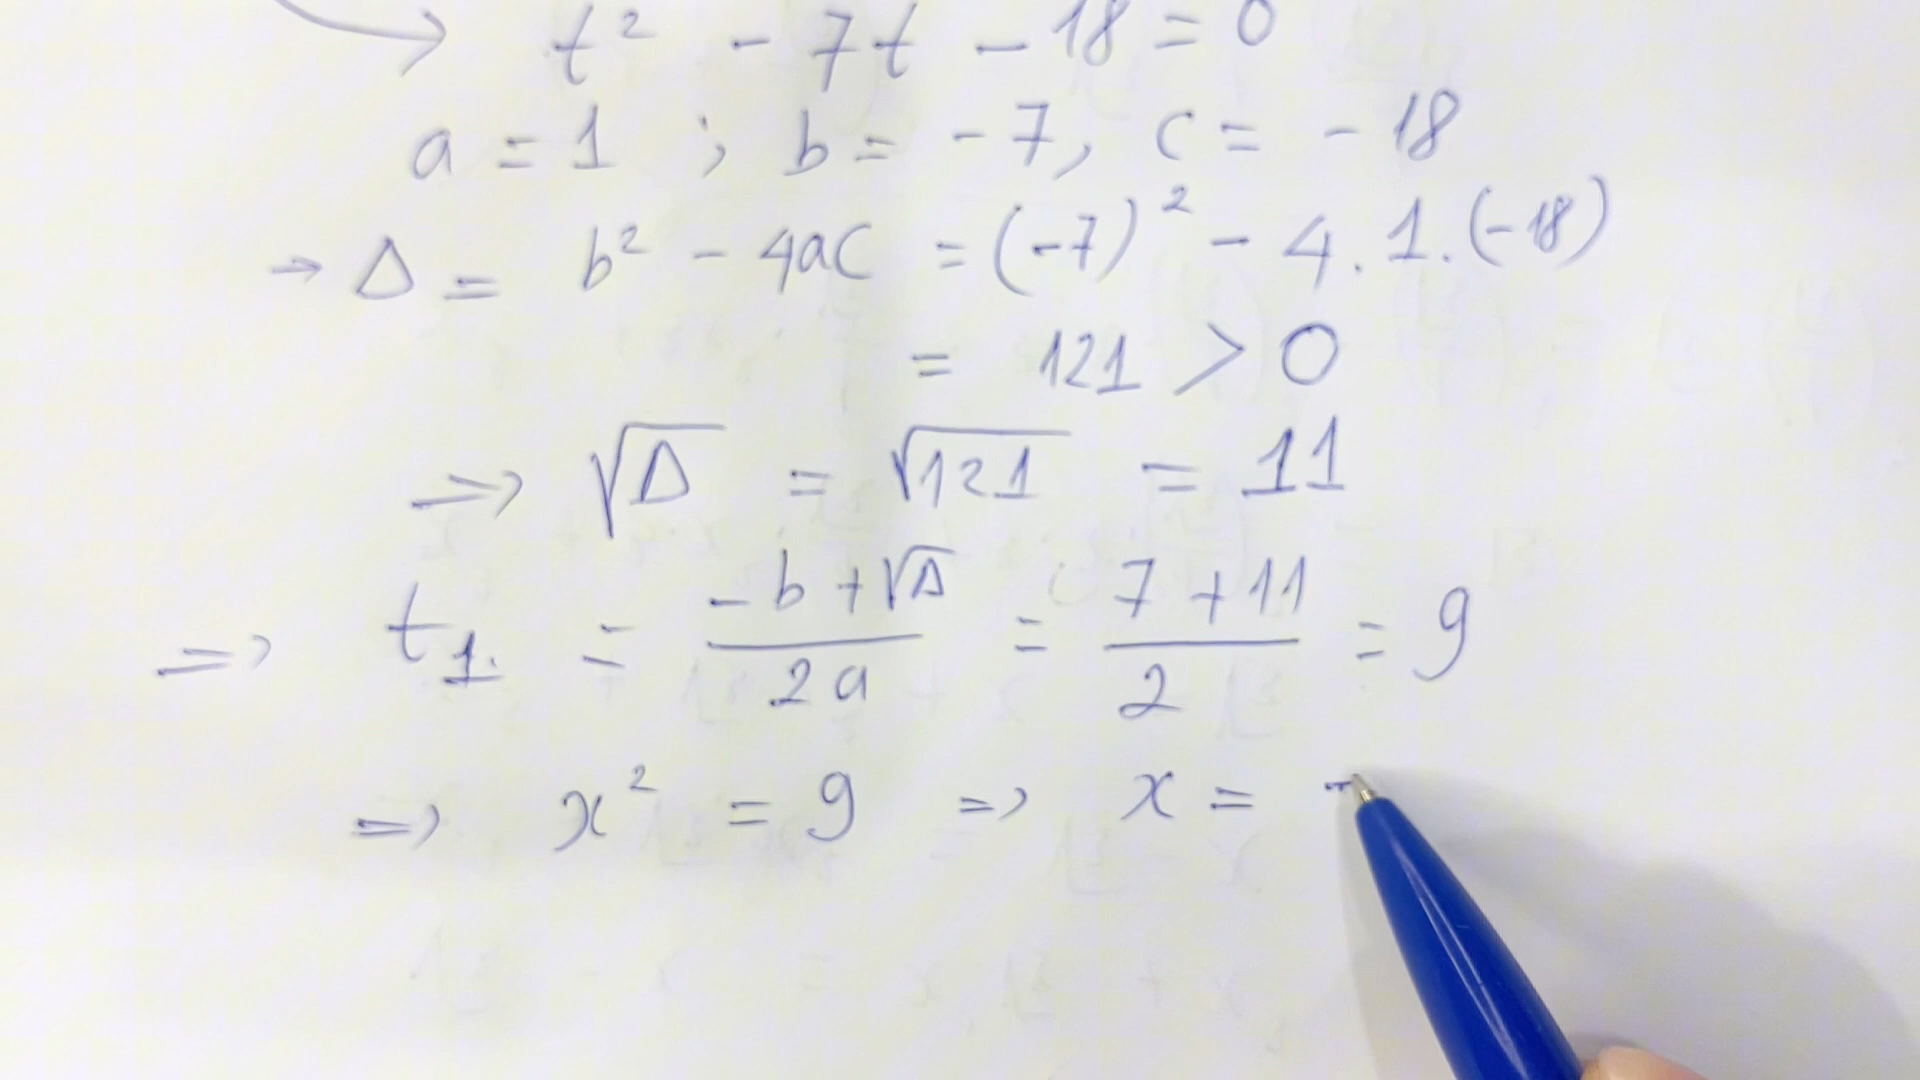 t² - 7t - 18 = 0
a = 1 ; b = -7, c = -18
→ Δ = b² - 4ac = (-7)² - 4.1.(-18)
= 121 > 0
=> √Δ = √121 = 11
=> t₁ = (-b + √Δ)/(2a) = (7 + 11)/2 = 9
=> x² = 9 => x =